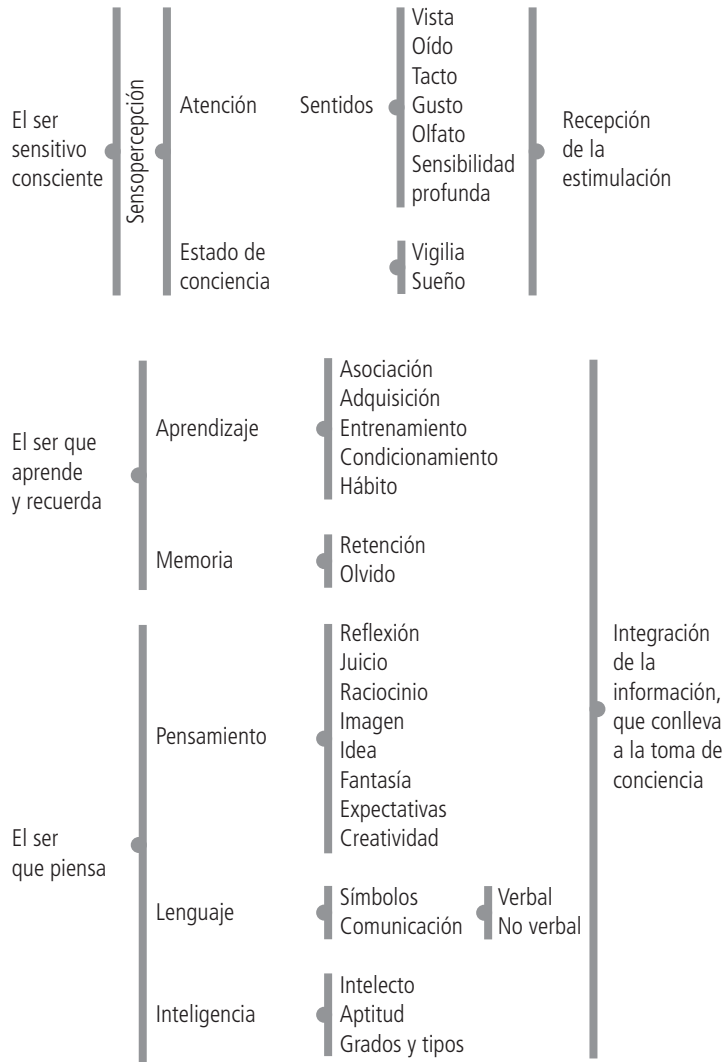 El ser
sensitivo
consciente
Sensopercepción
Atención
Sentidos
Vista
Oído
Tacto
Gusto
Olfato
Sensibilidad
profunda
Recepción
de la
estimulación
Estado de
conciencia
Vigilia
Sueño
El ser que
aprende
y recuerda
Aprendizaje
Asociación
Adquisición
Entrenamiento
Condicionamiento
Hábito
Memoria
Retención
Olvido
El ser
que piensa
Pensamiento
Reflexión
Juicio
Raciocinio
Imagen
Idea
Fantasía
Expectativas
Creatividad
Lenguaje
Símbolos
Comunicación
Verbal
No verbal
Inteligencia
Intelecto
Aptitud
Grados y tipos
Integración
de la
información,
que conlleva
a la toma de
conciencia